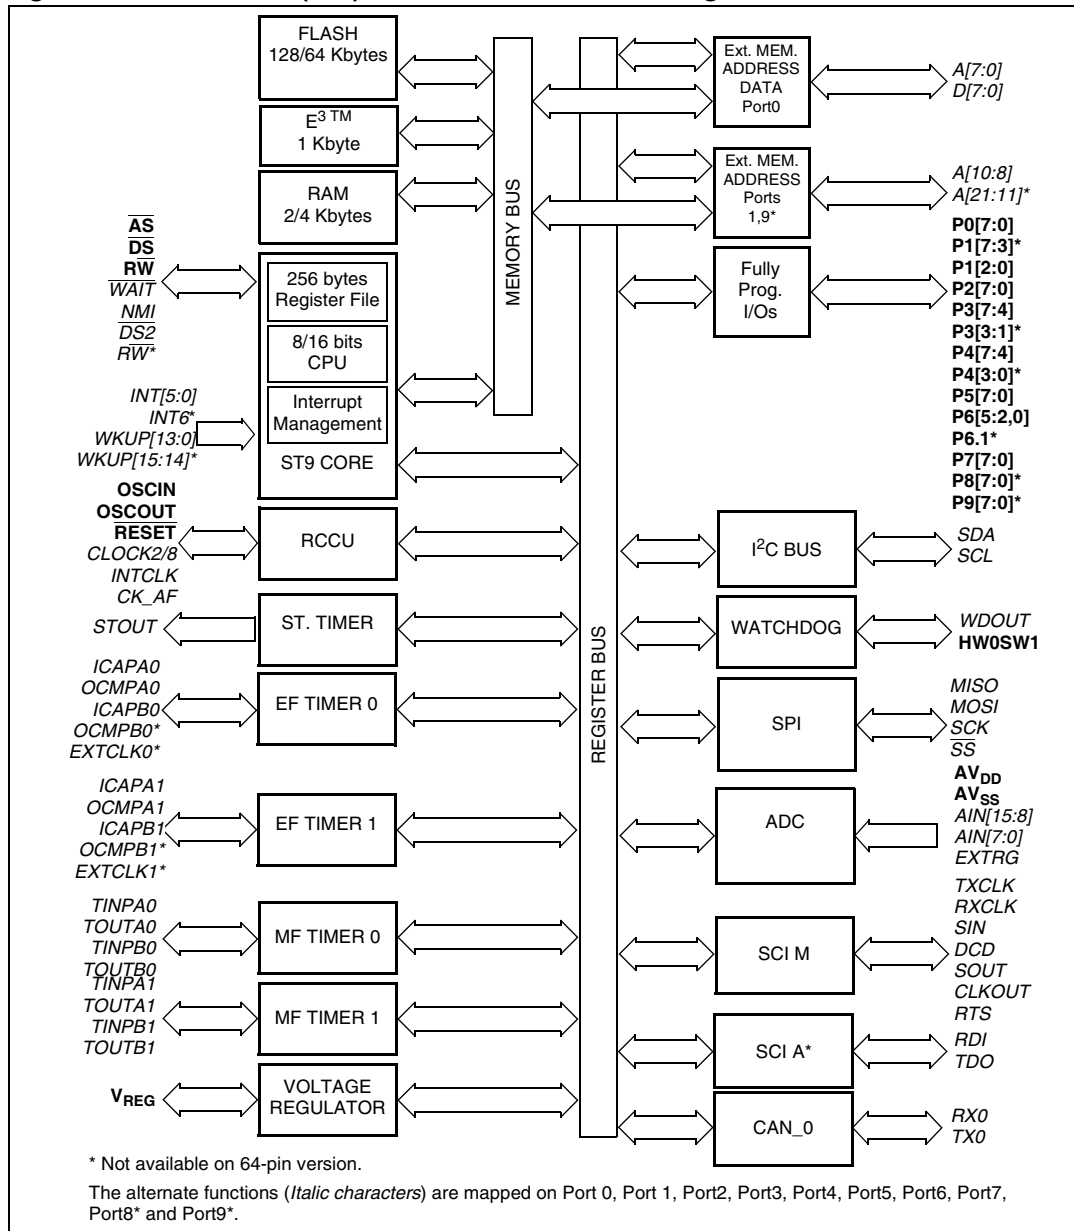 FLASH
128/64 Kbytes
E3 TM
1 Kbyte
RAM
2/4 Kbytes
AS
DS
RW
WAIT
NMI
DS2
RW*
256 bytes
Register File
8/16 bits
CPU
Interrupt
Management
ST9 CORE
INT[5:0]
INT6*
WKUP[13:0]
WKUP[15:14]*
OSCIN
OSCOUT
RESET
CLOCK2/8
INTCLK
CK_AF
RCCU
STOUT
ST. TIMER
ICAPA0
OCMPA0
ICAPB0
OCMPB0*
EXTCLK0*
EF TIMER 0
ICAPA1
OCMPA1
ICAPB1
OCMPB1*
EXTCLK1*
EF TIMER 1
TINPA0
TOUTA0
TINPB0
TOUTB0
MF TIMER 0
TINPA1
TOUTA1
TINPB1
TOUTB1
MF TIMER 1
VREG
VOLTAGE
REGULATOR
MEMORY BUS
REGISTER BUS
Ext. MEM.
ADDRESS
DATA
Port0
A[7:0]
D[7:0]
Ext. MEM.
ADDRESS
Ports
1,9*
A[10:8]
A[21:11]*
Fully
Prog.
I/Os
P0[7:0]
P1[7:3]*
P1[2:0]
P2[7:0]
P3[7:4]
P3[3:1]*
P4[7:4]
P4[3:0]*
P5[7:0]
P6[5:2,0]
P6.1*
P7[7:0]
P8[7:0]*
P9[7:0]*
I2C BUS
SDA
SCL
WATCHDOG
WDOUT
HW0SW1
SPI
MISO
MOSI
SCK
SS
ADC
AVDD
AVSS
AIN[15:8]
AIN[7:0]
EXTRG
SCI M
TXCLK
RXCLK
SIN
DCD
SOUT
CLKOUT
RTS
SCI A*
RDI
TDO
CAN_0
RX0
TX0
* Not available on 64-pin version.
The alternate functions (Italic characters) are mapped on Port 0, Port 1, Port2, Port3, Port4, Port5, Port6, Port7,
Port8* and Port9*.